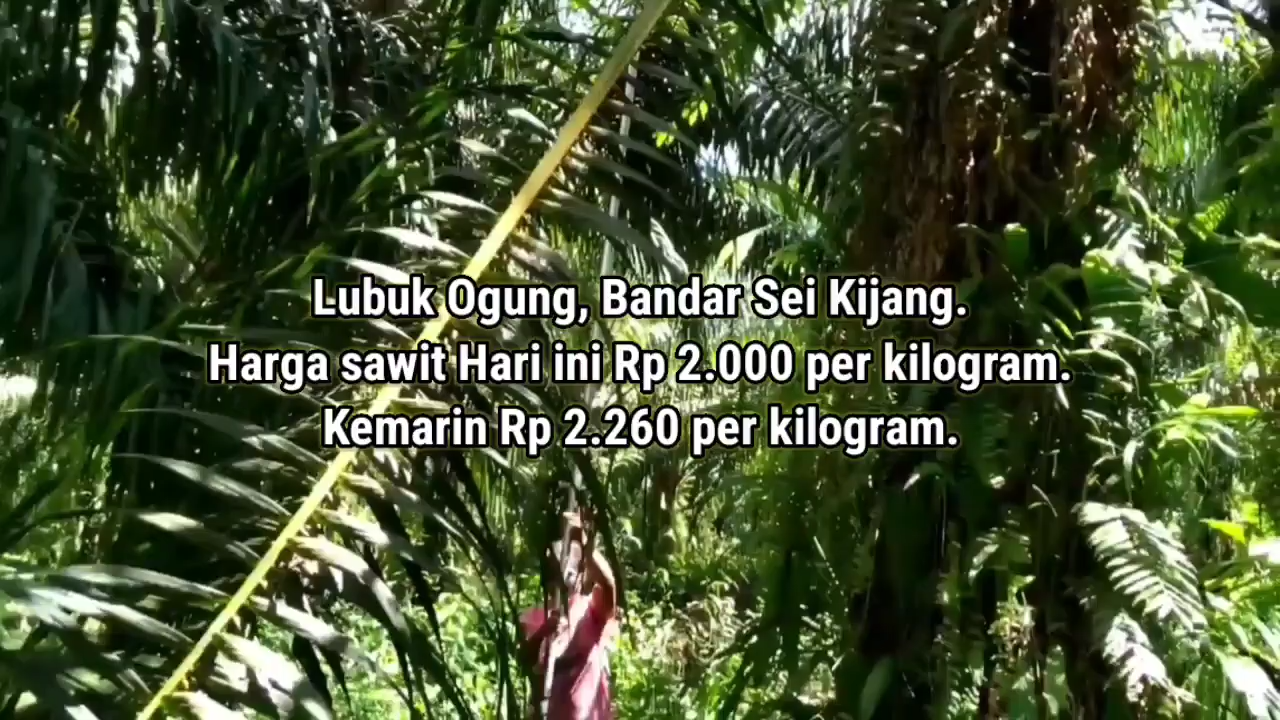 Lubuk Ogung, Bandar Sei Kijang.
Harga sawit Hari ini Rp 2.000 per kilogram.
Kemarin Rp 2.260 per kilogram.